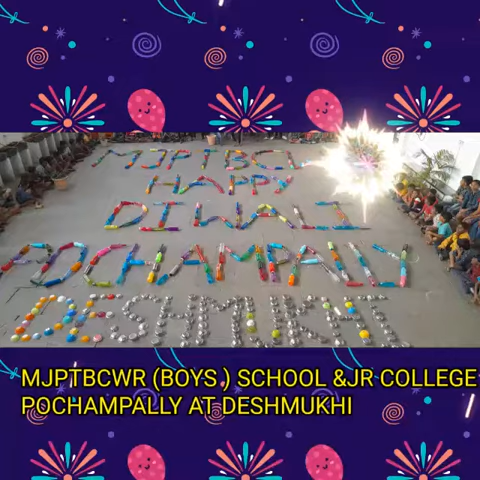 MJPTBCW
HAPPY
DIWALI
POCHAMPALLY
DESHMUKHI
MJPTBCWR (BOYS ) SCHOOL &JR COLLEGE
POCHAMPALLY AT DESHMUKHI